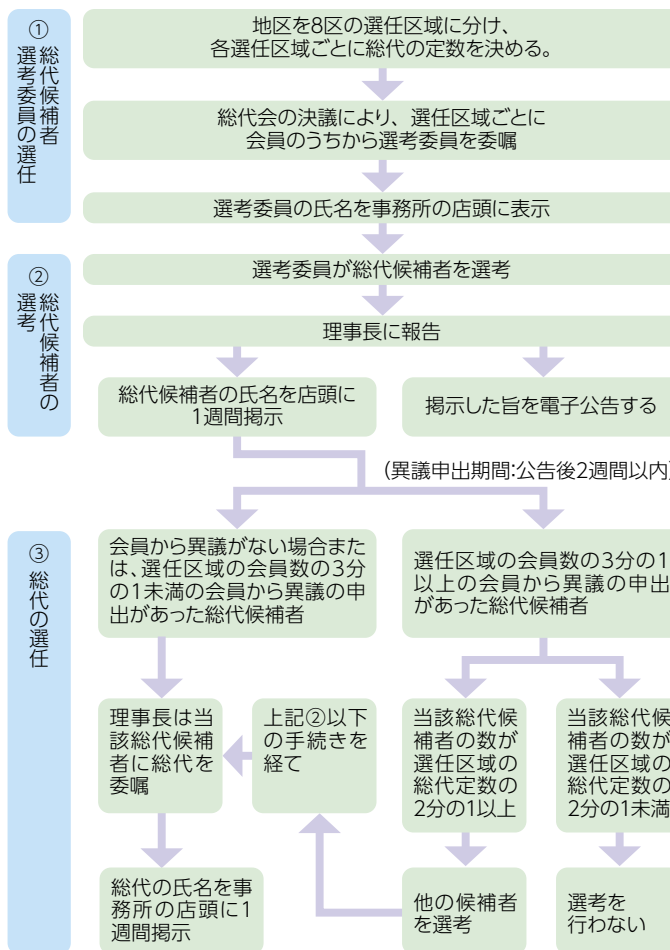 ①
総代候補者
選考委員の選任
地区を8区の選任区域に分け、
各選任区域ごとに総代の定数を決める。
総代会の決議により、選任区域ごとに
会員のうちから選考委員を委嘱
選考委員の氏名を事務所の店頭に表示
②
総代候補者の
選考
選考委員が総代候補者を選考
理事長に報告
総代候補者の氏名を店頭に
1週間掲示
掲示した旨を電子公告する
(異議申出期間:公告後2週間以内)
③
総代の選任
会員から異議がない場合また
は、選任区域の会員数の3分
の1未満の会員から異議の申
出があった総代候補者
選任区域の会員数の3分の1
以上の会員から異議の申出
があった総代候補者
理事長は当
該総代候補
者に総代を
委嘱
上記②以下
の手続きを
経て
当該総代候
補者の数が
選任区域の
総代定数の
2分の1以上
当該総代候
補者の数が
選任区域の
総代定数の
2分の1未満
総代の氏名を事
務所の店頭に1
週間掲示
他の候補者
を選考
選考を
行わない